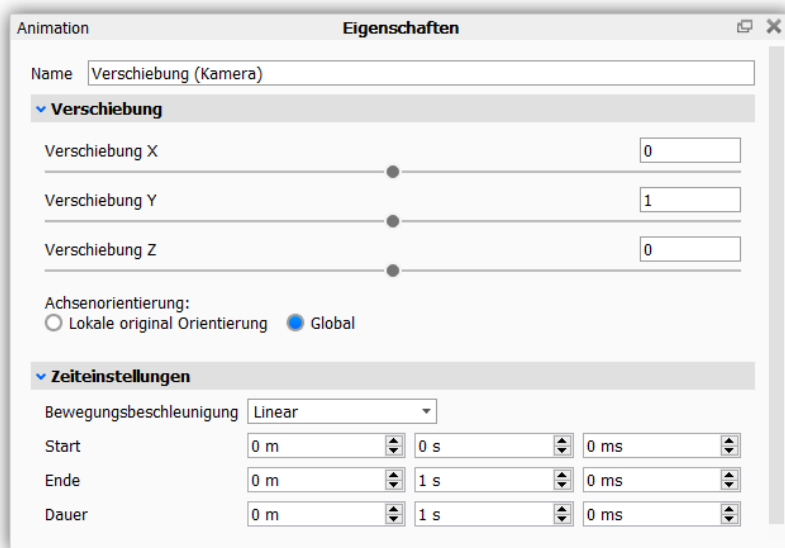 Animation Eigenschaften
Name Verschiebung (Kamera)
Verschiebung
Verschiebung X 0
Verschiebung Y 1
Verschiebung Z 0
Achsenorientierung:
Lokale original Orientierung Global
Zeiteinstellungen
Bewegungsbeschleunigung Linear
Start 0 m 0 s 0 ms
Ende 0 m 1 s 0 ms
Dauer 0 m 1 s 0 ms